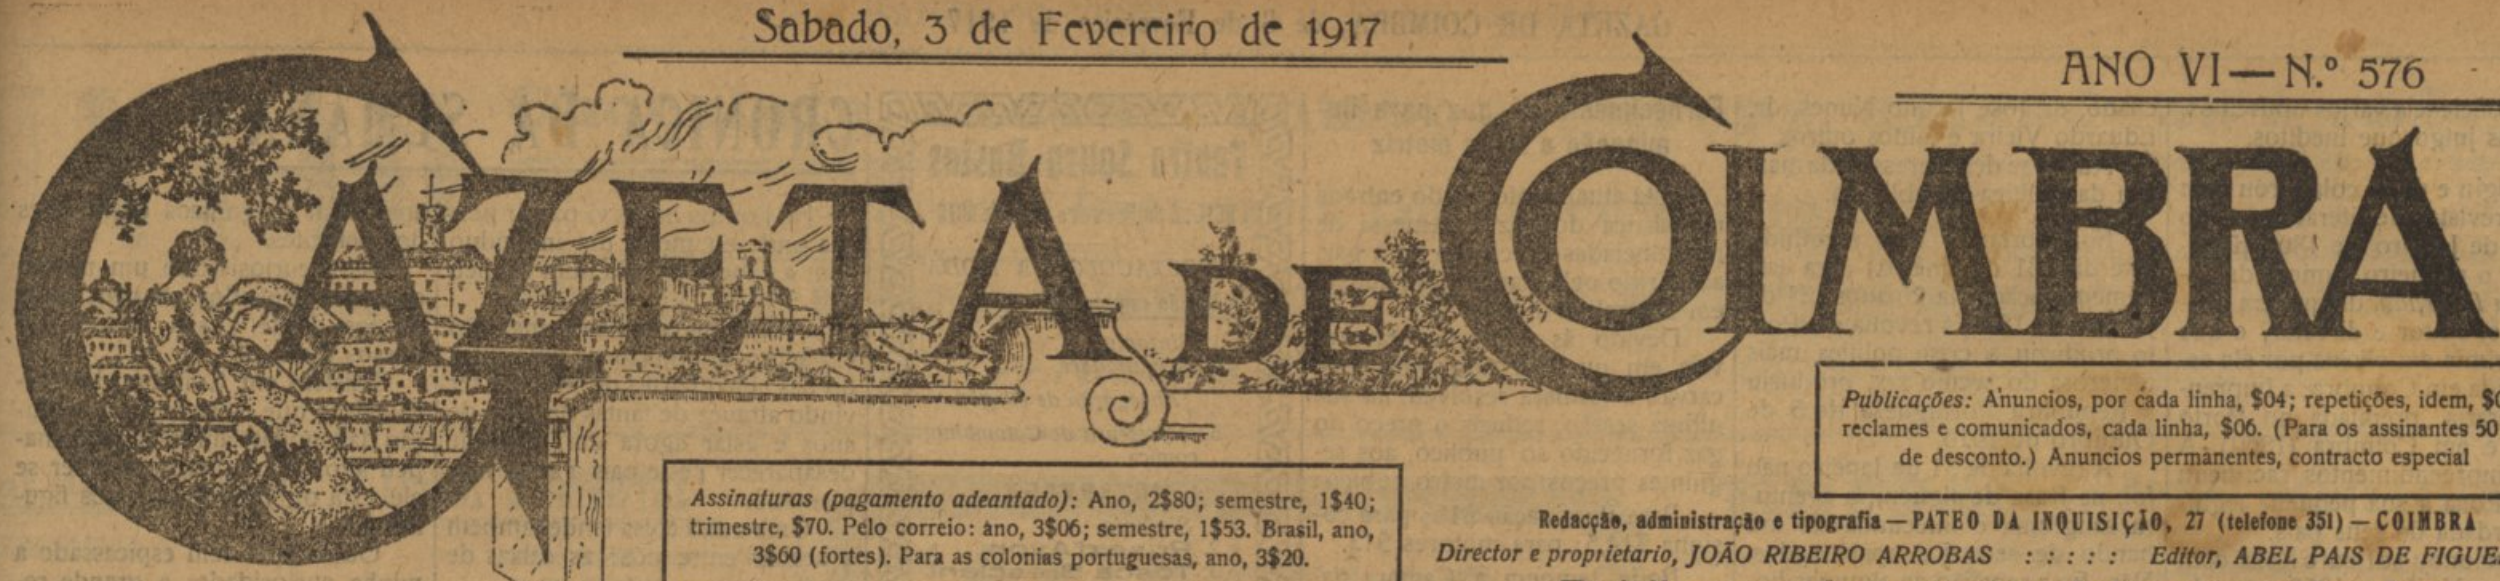 Sabado, 3 de Fevereiro de 1917
ANO VI — N.º 576
GAZETA DE COIMBRA
Publicações: Anuncios, por cada linha, $04; repetições, idem,
reclames e comunicados, cada linha, $06. (Para os assinantes 50
de desconto.) Anuncios permanentes, contracto especial
Assinaturas (pagamento adeantado): Ano, 2$80; semestre, 1$40;
trimestre, $70. Pelo correio: ano, 3$06; semestre, 1$53. Brasil, ano,
3$60 (fortes). Para as colonias portuguesas, ano, 3$20.
Redacção, administração e tipografia — PATEO DA INQUISIÇÃO, 27 (telefone 351) — COIMBRA
Director e proprietario, JOÃO RIBEIRO ARROBAS : : : : : Editor, ABEL PAIS DE